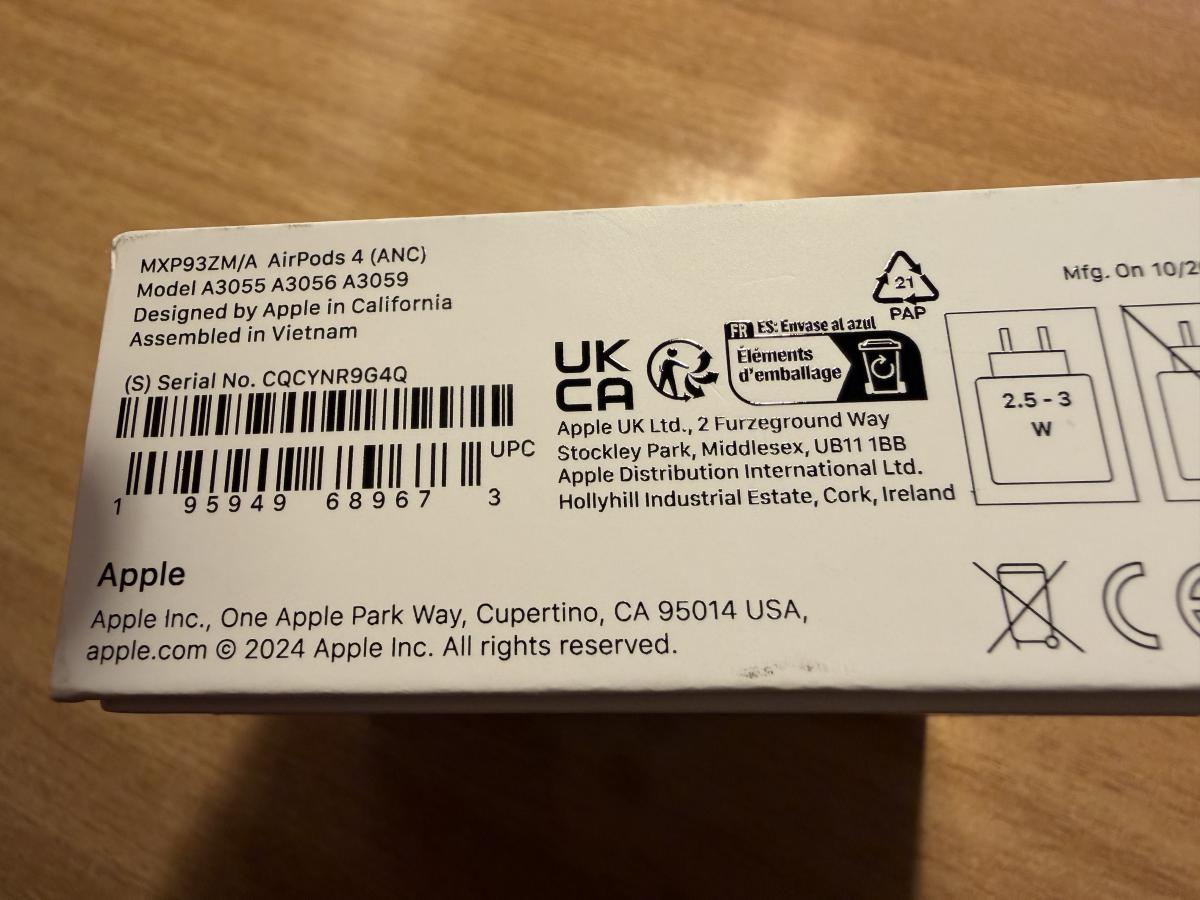 MXP93ZM/A AirPods 4 (ANC)
Model A3055 A3056 A3059
Designed by Apple in California
Assembled in Vietnam
(S) Serial No. CQCYNR9G4Q
UPC
1 95949 68967 3
Apple
Apple Inc., One Apple Park Way, Cupertino, CA 95014 USA,
apple.com © 2024 Apple Inc. All rights reserved.
UK
CA
FR ES: Envase al azul
Éléments
d'emballage
21
PAP
Apple UK Ltd., 2 Furzeground Way
Stockley Park, Middlesex, UB11 1BB
Apple Distribution International Ltd.
Hollyhill Industrial Estate, Cork, Ireland
Mfg. On
2.5 - 3
W
CE